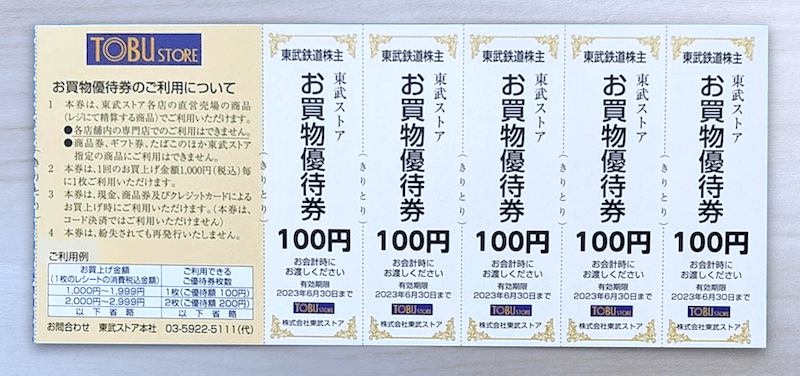 TOBU STORE
お買物優待券のご利用について
1 本券は、東武ストア各店の直営売場の商品
(レジにて精算する商品)でご利用いただけます。
●各店舗内の専門店でのご利用はできません。
●商品券、ギフト券、たばこのほか東武ストア
指定の商品にご利用はできません。
2 本券は、1回のお買上げ金額1,000円(税込)毎
に1枚ご利用いただけます。
3 本券は、現金、商品券及びクレジットカードによる
お買上げ時にご利用いただけます。(本券は、
コード決済ではご利用いただけません)
4 本券は、紛失されても再発行いたしません。
ご利用例
お買上げ金額
(1枚のレシートの消費税込金額)
ご利用できる
ご優待券枚数
1,000円～1,999円 1枚(ご優待額 100円)
2,000円～2,999円 2枚(ご優待額 200円)
以下省略 以下省略
お問合わせ 東武ストア本社 03-5922-5111(代)
(きりとり)
東武鉄道株主
東武ストア
お買物優待券
100円
お会計時に
お渡しください
有効期限
2023年6月30日まで
TOBU STORE
株式会社東武ストア
(きりとり)
東武鉄道株主
東武ストア
お買物優待券
100円
お会計時に
お渡しください
有効期限
2023年6月30日まで
TOBU STORE
株式会社東武ストア
(きりとり)
東武鉄道株主
東武ストア
お買物優待券
100円
お会計時に
お渡しください
有効期限
2023年6月30日まで
TOBU STORE
株式会社東武ストア
(きりとり)
東武鉄道株主
東武ストア
お買物優待券
100円
お会計時に
お渡しください
有効期限
2023年6月30日まで
TOBU STORE
株式会社東武ストア
(きりとり)
東武鉄道株主
東武ストア
お買物優待券
100円
お会計時に
お渡しください
有効期限
2023年6月30日まで
TOBU STORE
株式会社東武ストア